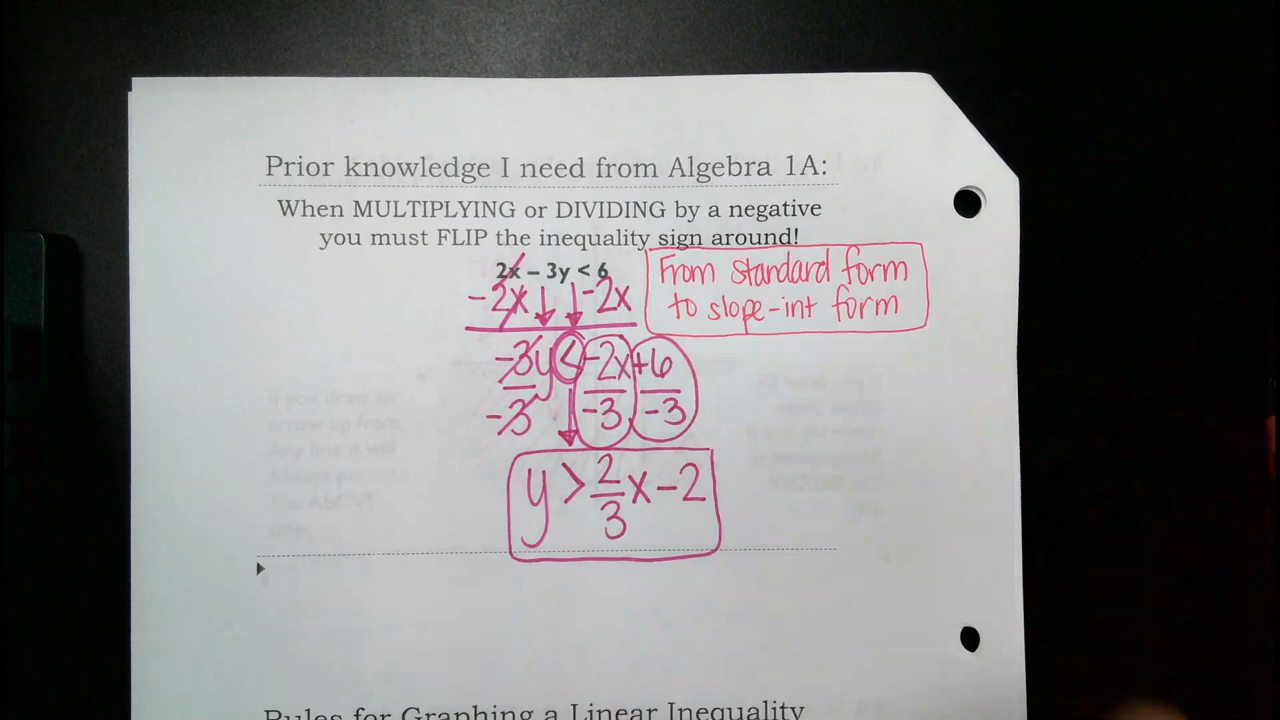 Prior knowledge I need from Algebra 1A:
When MULTIPLYING or DIVIDING by a negative
you must FLIP the inequality sign around!
2x – 3y < 6
From standard form
to slope-int form
-2x -2x
-3y < -2x +6
-3 -3 -3
y > 2/3 x - 2
Rules for Graphing a Linear Inequality